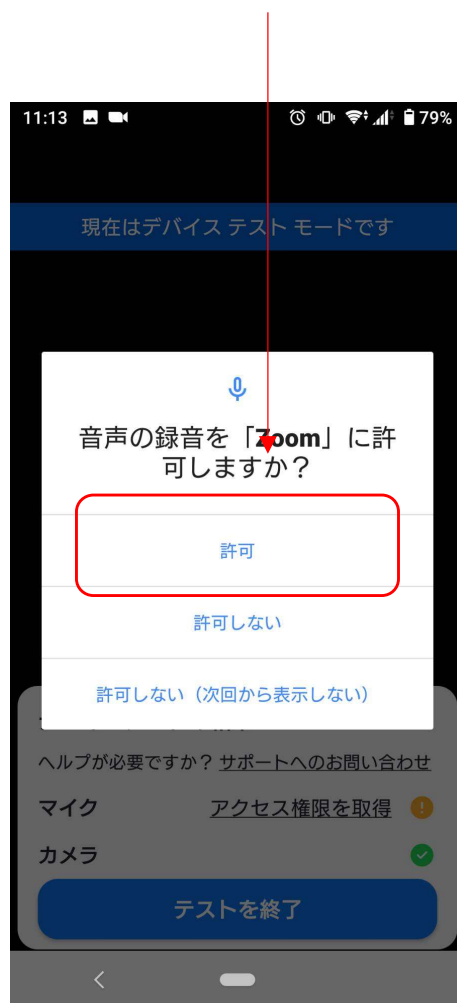 11:13 79%
現在はデバイス テスト モードです
音声の録音を「Zoom」に許
可しますか？
許可
許可しない
許可しない（次回から表示しない）
ヘルプが必要ですか？ サポートへのお問い合わせ
マイク アクセス権限を取得
カメラ
テストを終了